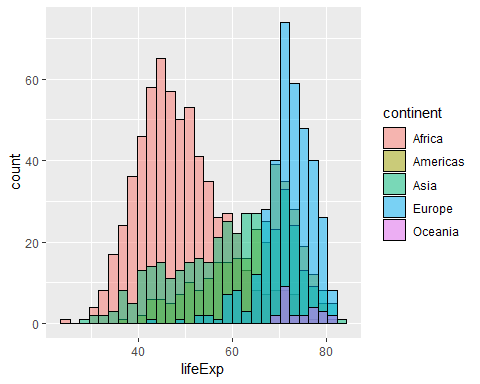 count
60
40
20
0
40
60
80
lifeExp
continent
Africa
Americas
Asia
Europe
Oceania